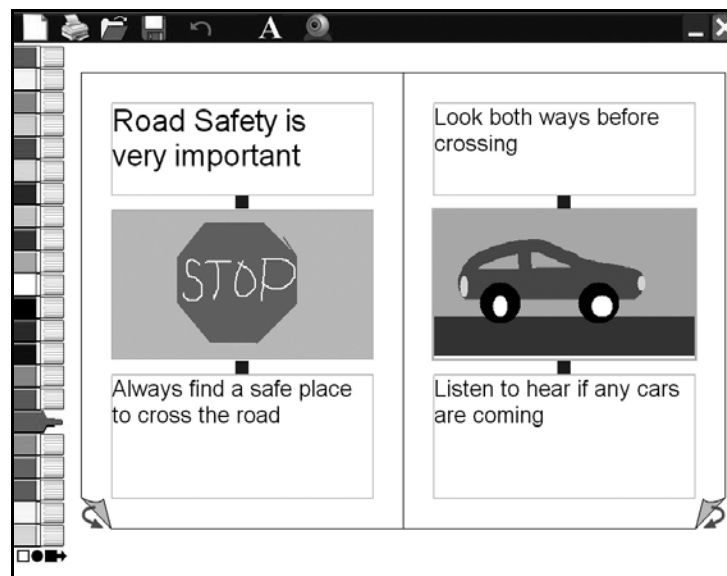 A
Road Safety is
very important
STOP
Always find a safe place
to cross the road
Look both ways before
crossing
Listen to hear if any cars
are coming